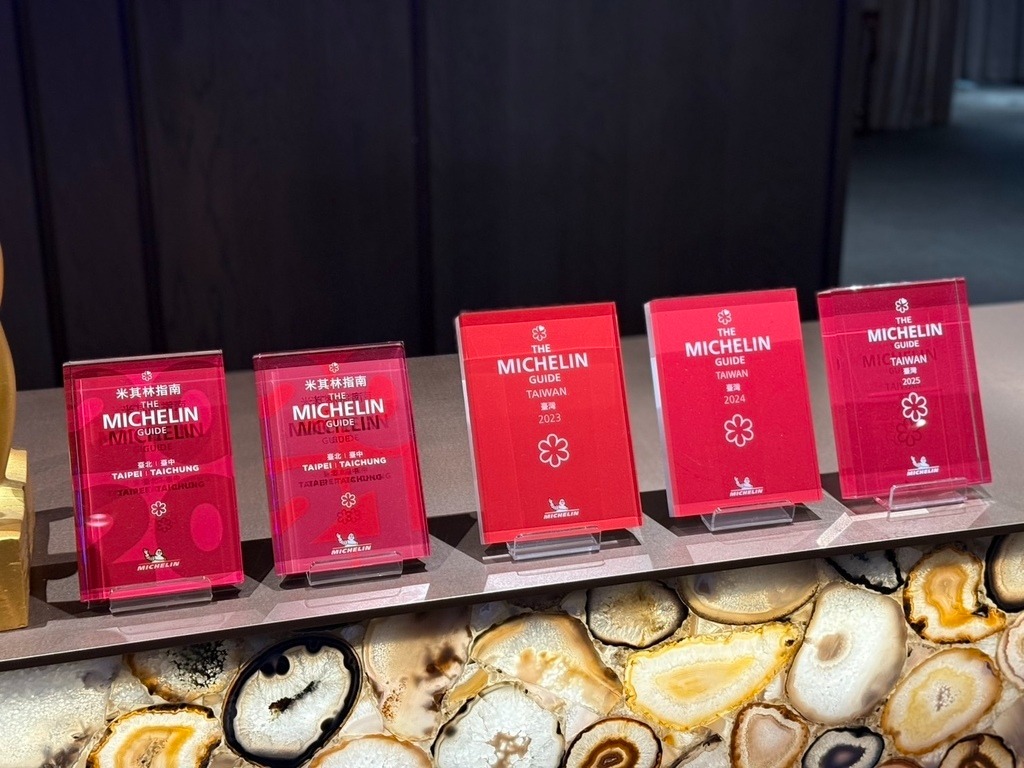 米其林指南
THE
MICHELIN
GUIDE
臺北 | 臺中
TAIPEI | TAICHUNG
MICHELIN
米其林指南
THE
MICHELIN
GUIDE
臺北 | 臺中
TAIPEI | TAICHUNG
MICHELIN
THE
MICHELIN
GUIDE
TAIWAN
臺灣
2023
MICHELIN
THE
MICHELIN
GUIDE
TAIWAN
臺灣
2024
MICHELIN
THE
MICHELIN
GUIDE
TAIWAN
臺灣
2025
MICHELIN